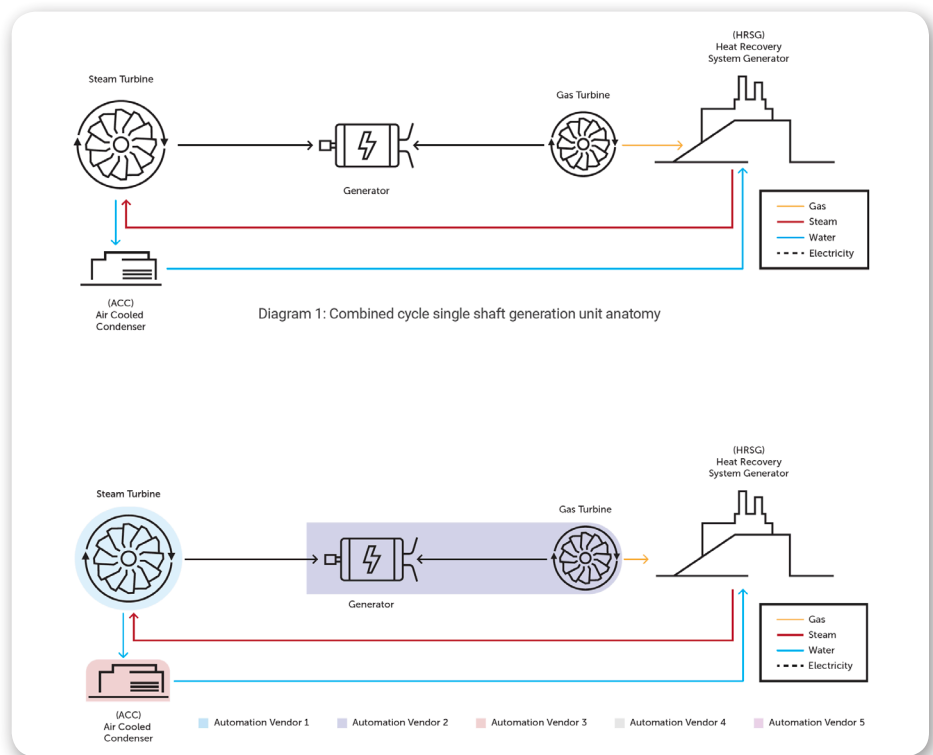 (HRSG)
Heat Recovery
System Generator
Steam Turbine
Gas Turbine
Generator
Gas
Steam
Water
Electricity
(ACC)
Air Cooled
Condenser
Diagram 1: Combined cycle single shaft generation unit anatomy
(HRSG)
Heat Recovery
System Generator
Steam Turbine
Gas Turbine
Generator
Gas
Steam
Water
Electricity
(ACC)
Air Cooled
Condenser
Automation Vendor 1
Automation Vendor 2
Automation Vendor 3
Automation Vendor 4
Automation Vendor 5